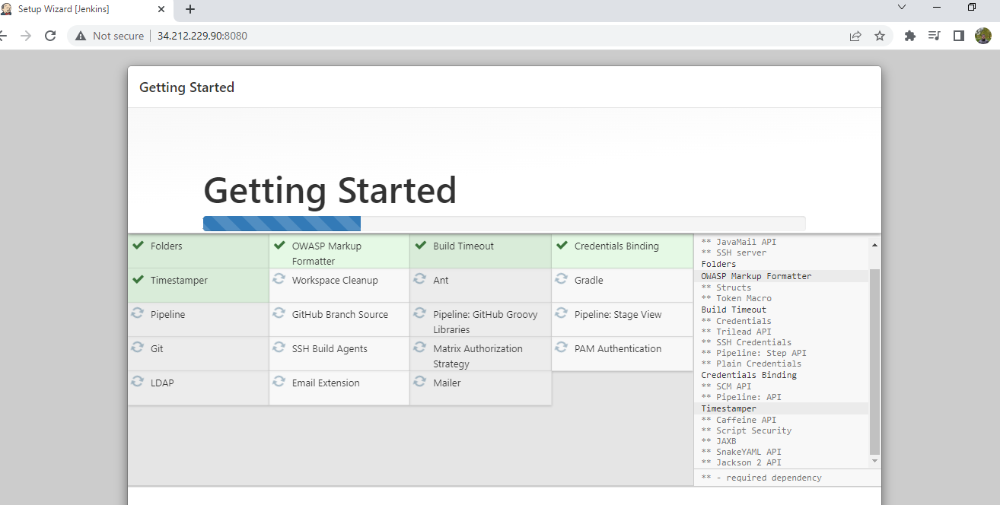 Setup Wizard [Jenkins]
Not secure
34.212.229.90:8080
Getting Started
Getting Started
Folders
OWASP Markup
Formatter
Build Timeout
Credentials Binding
Timestamper
Workspace Cleanup
Ant
Gradle
Pipeline
GitHub Branch Source
Pipeline: GitHub Groovy
Libraries
Pipeline: Stage View
Git
SSH Build Agents
Matrix Authorization
Strategy
PAM Authentication
LDAP
Email Extension
Mailer
** JavaMail API
** SSH server
Folders
OWASP Markup Formatter
** Structs
** Token Macro
Build Timeout
** Credentials
** Trilead API
** SSH Credentials
** Pipeline: Step API
** Plain Credentials
Credentials Binding
** SCM API
** Pipeline: API
Timestamper
** Caffeine API
** Script Security
** JAXB
** SnakeYAML API
** Jackson 2 API
** - required dependency